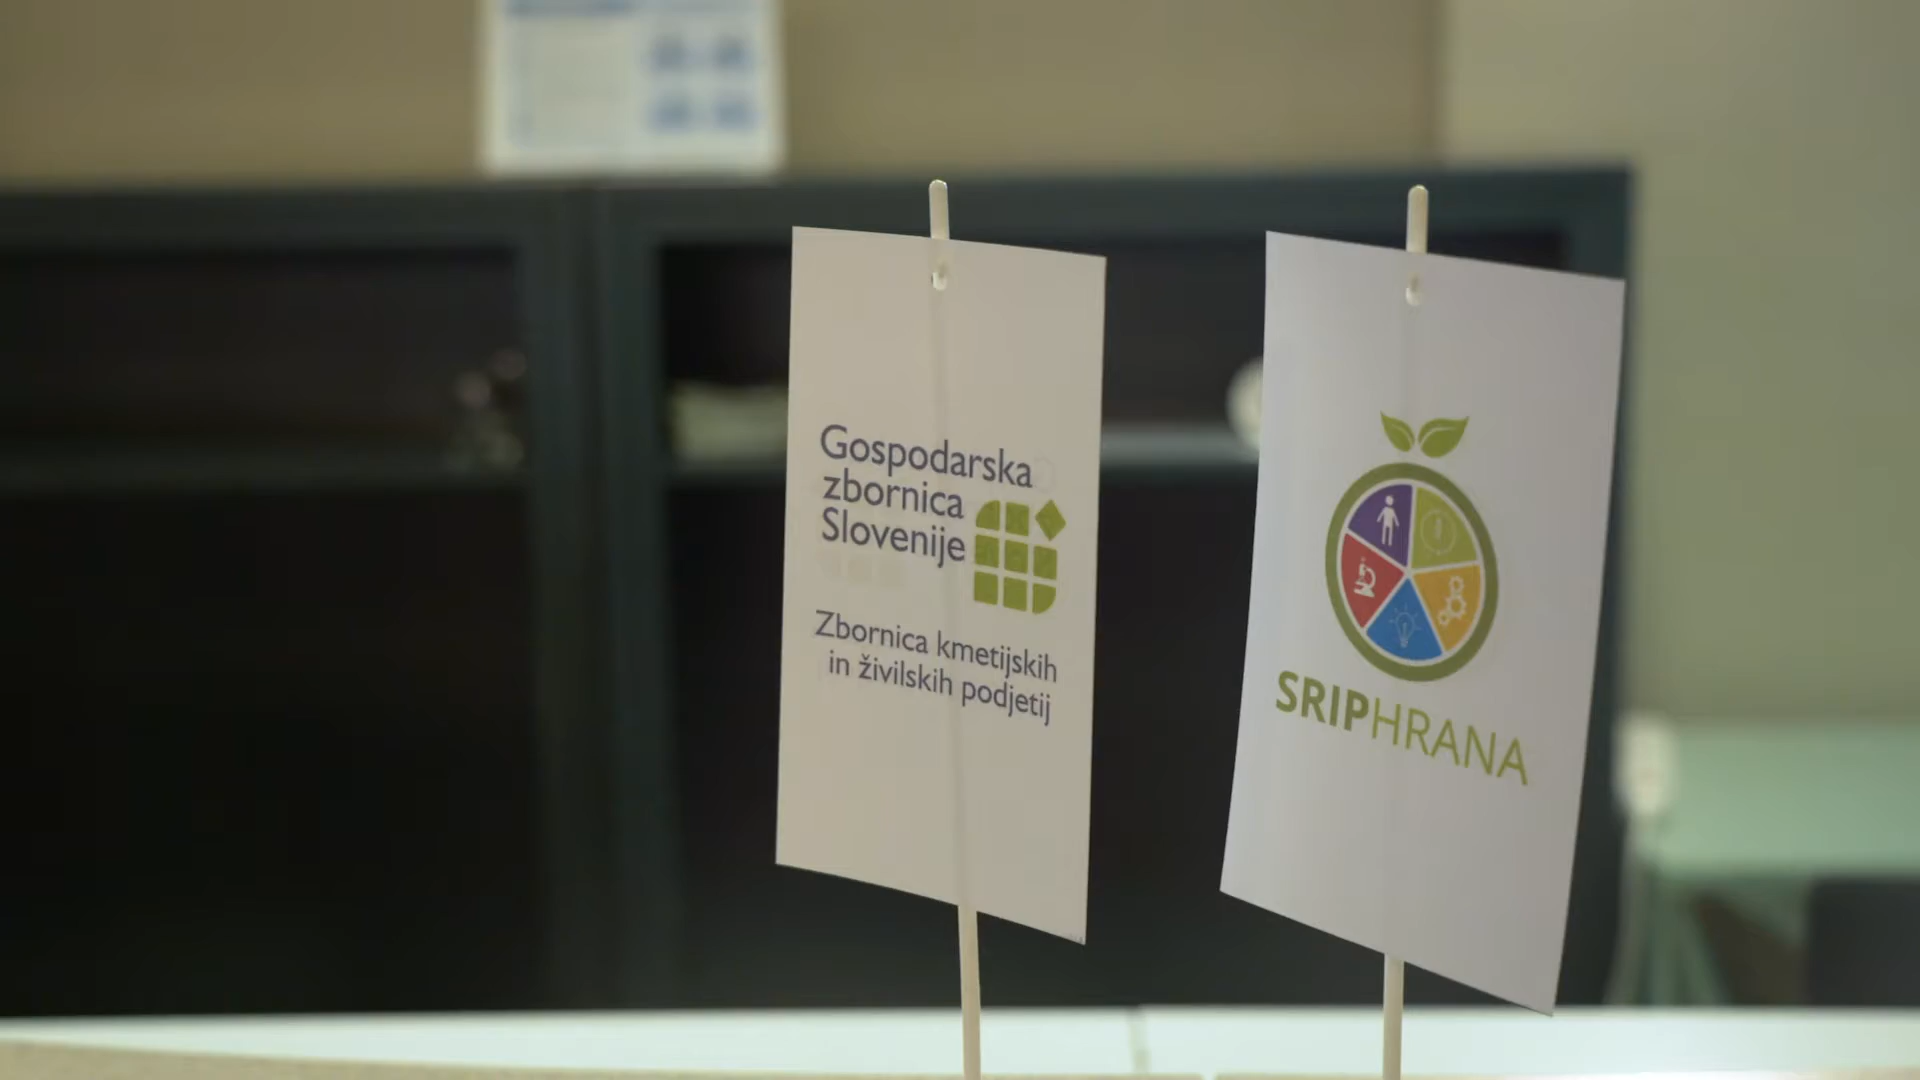 Gospodarska
zbornica
Slovenije
Zbornica kmetijskih
in živilskih podjetij
SRIPHRANA